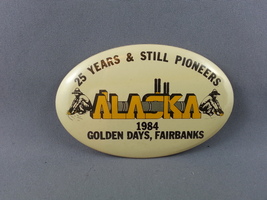 25 YEARS & STILL PIONEERS
ALASKA
1984
GOLDEN DAYS, FAIRBANKS